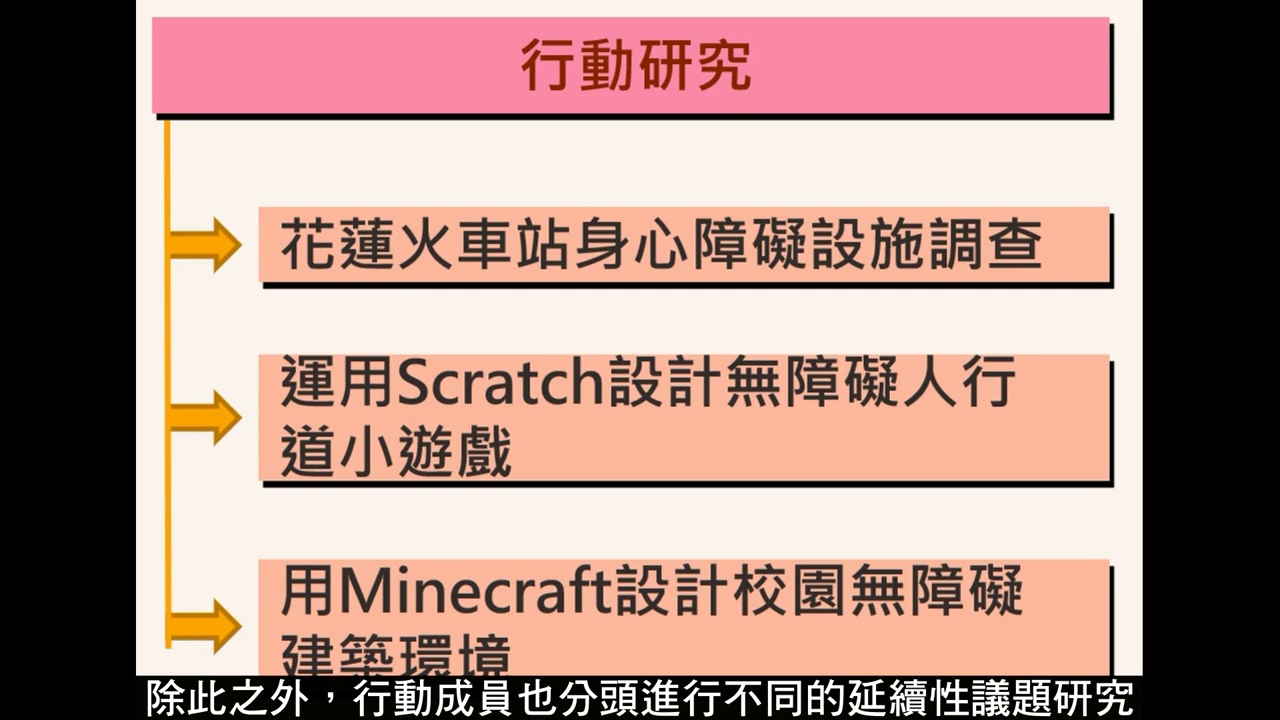 行動研究
花蓮火車站身心障礙設施調查
運用Scratch設計無障礙人行
道小遊戲
用Minecraft設計校園無障礙
建築環境
除此之外，行動成員也分頭進行不同的延續性議題研究